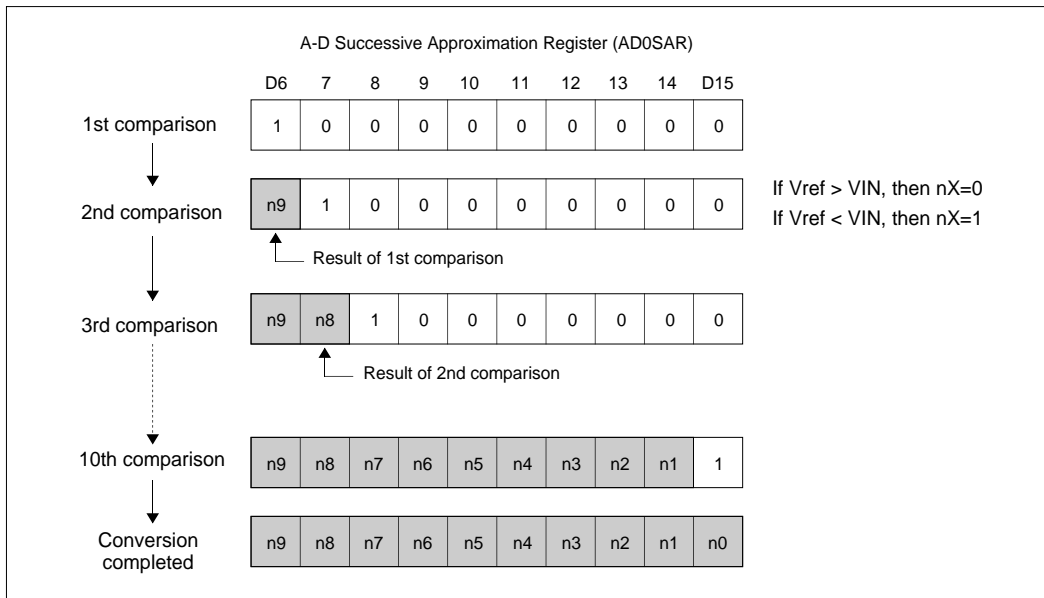 A-D Successive Approximation Register (AD0SAR)
D6 7 8 9 10 11 12 13 14 D15
1st comparison 1 0 0 0 0 0 0 0 0 0
2nd comparison n9 1 0 0 0 0 0 0 0 0
If Vref > VIN, then nX=0
If Vref < VIN, then nX=1
Result of 1st comparison
3rd comparison n9 n8 1 0 0 0 0 0 0 0
Result of 2nd comparison
10th comparison n9 n8 n7 n6 n5 n4 n3 n2 n1 1
Conversion
completed
n9 n8 n7 n6 n5 n4 n3 n2 n1 n0